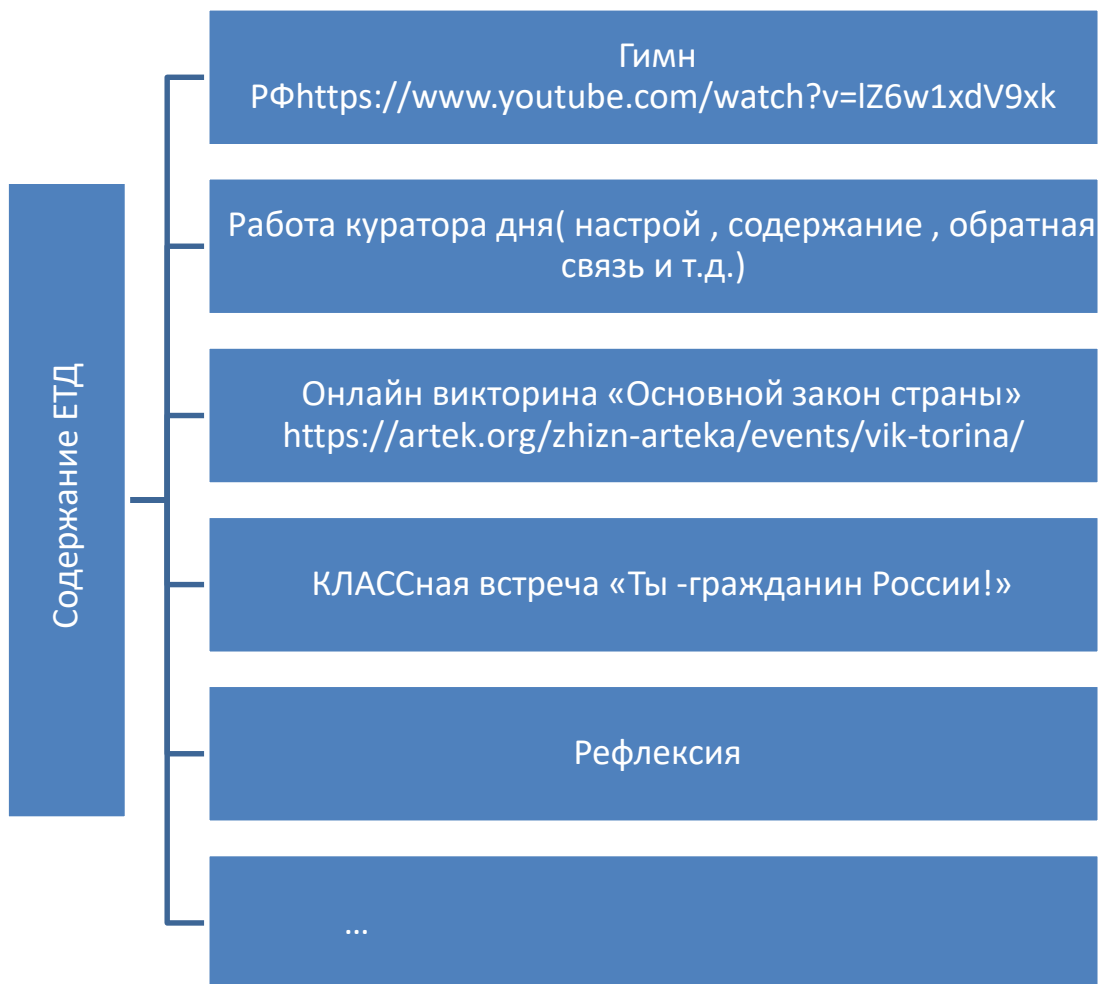 Содержание ЕТД
Гимн
РФhttps://www.youtube.com/watch?v=lZ6w1xdV9xk
Работа куратора дня( настрой , содержание , обратная
связь и т.д.)
Онлайн викторина «Основной закон страны»
https://artek.org/zhizn-arteka/events/vik-torina/
КЛАССная встреча «Ты -гражданин России!»
Рефлексия
...